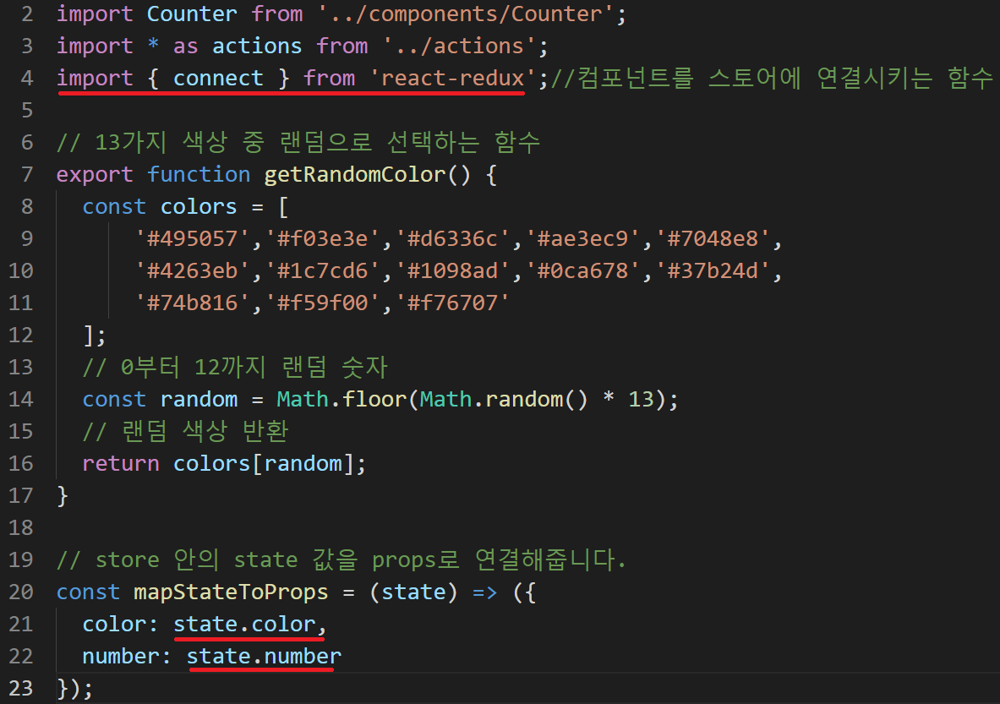 2 import Counter from '../components/Counter';
3 import * as actions from '../actions';
4 import { connect } from 'react-redux';//컴포넌트를 스토어에 연결시키는 함수
5
6 // 13가지 색상 중 랜덤으로 선택하는 함수
7 export function getRandomColor() {
8   const colors = [
9       '#495057','#f03e3e','#d6336c','#ae3ec9','#7048e8',
10       '#4263eb','#1c7cd6','#1098ad','#0ca678','#37b24d',
11       '#74b816','#f59f00','#f76707'
12   ];
13   // 0부터 12까지 랜덤 숫자
14   const random = Math.floor(Math.random() * 13);
15   // 랜덤 색상 반환
16   return colors[random];
17 }
18
19 // store 안의 state 값을 props로 연결해줍니다.
20 const mapStateToProps = (state) => ({
21   color: state.color,
22   number: state.number
23 });